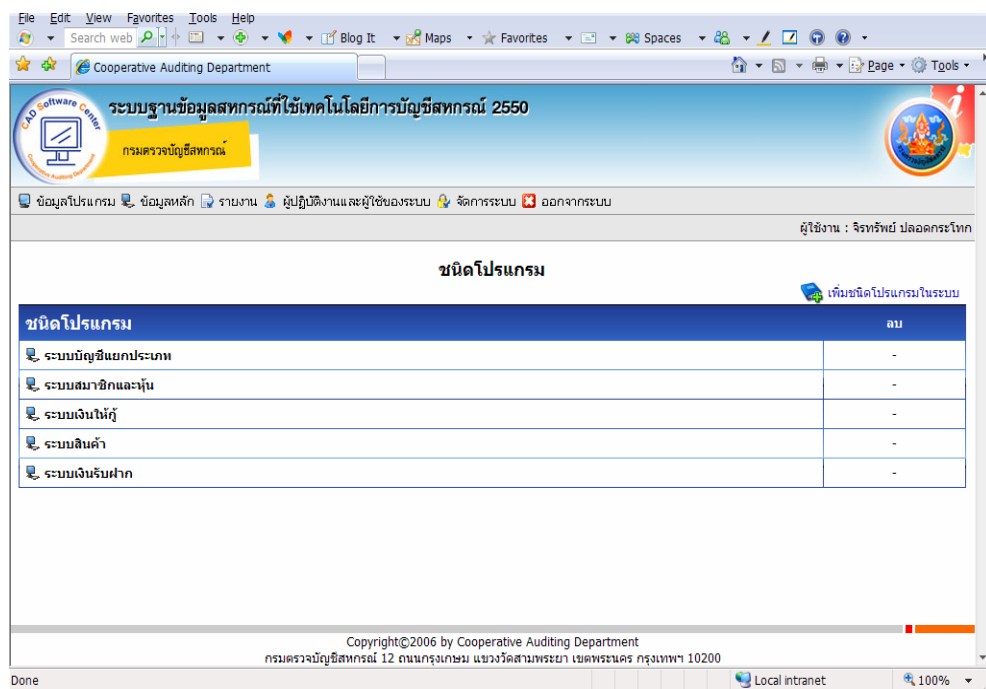 File Edit View Favorites Tools Help
Search web Blog It Maps Favorites Spaces
Cooperative Auditing Department Page Tools
CAD Software Center
Cooperative Auditing
ระบบฐานข้อมูลสหกรณ์ที่ใช้เทคโนโลยีการบัญชีสหกรณ์ 2550
กรมตรวจบัญชีสหกรณ์
ข้อมูลโปรแกรม ข้อมูลหลัก รายงาน ผู้ปฏิบัติงานและผู้ใช้ของระบบ จัดการระบบ ออกจากระบบ
ผู้ใช้งาน : จิรทรัพย์ ปลอดกระโทก
ชนิดโปรแกรม
เพิ่มชนิดโปรแกรมในระบบ
ชนิดโปรแกรม ลบ
ระบบบัญชีแยกประเภท -
ระบบสมาชิกและหุ้น -
ระบบเงินให้กู้ -
ระบบสินค้า -
ระบบเงินรับฝาก -
Copyright©2006 by Cooperative Auditing Department
กรมตรวจบัญชีสหกรณ์ 12 ถนนกรุงเกษม แขวงวัดสามพระยา เขตพระนคร กรุงเทพฯ 10200
Done Local intranet 100%